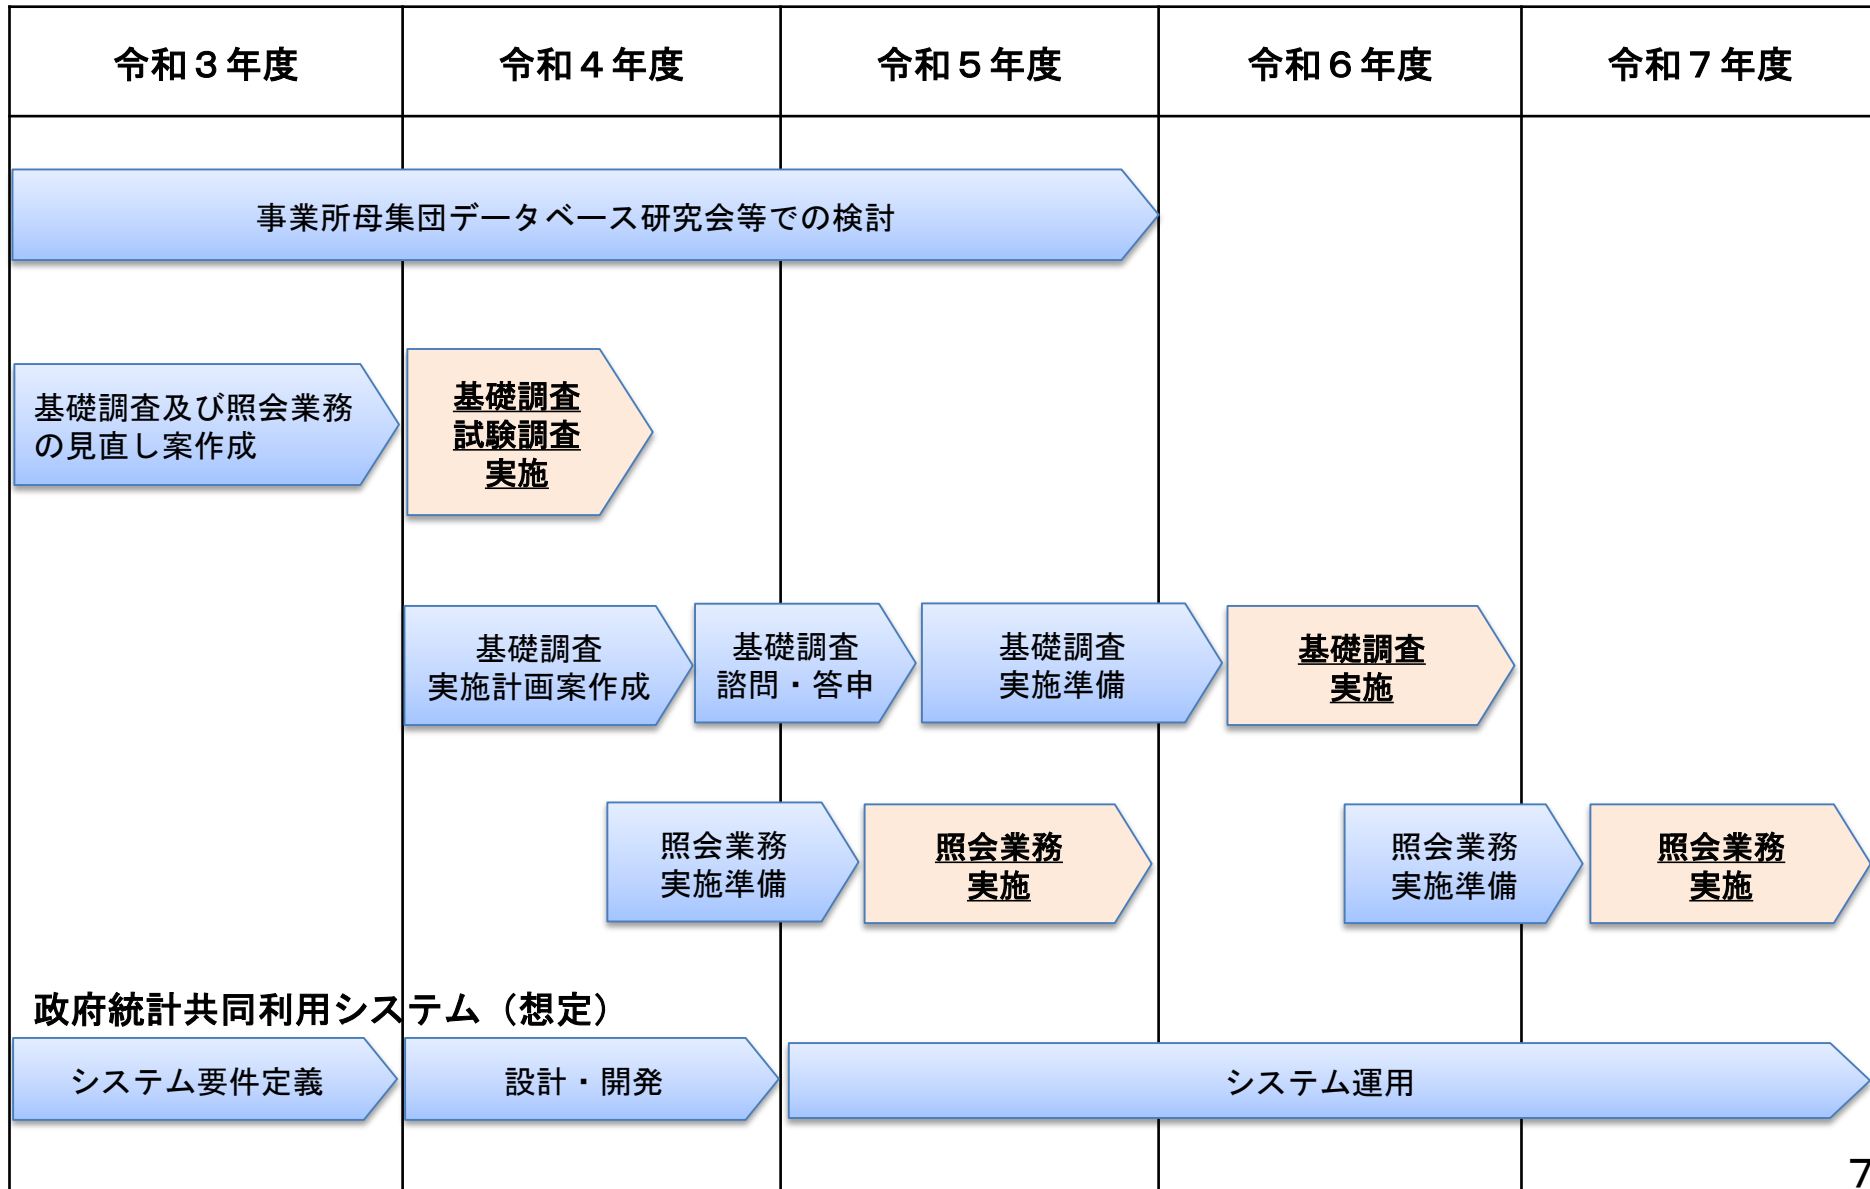 令和３年度
令和４年度
令和５年度
令和６年度
令和７年度
事業所母集団データベース研究会等での検討
基礎調査及び照会業務
の見直し案作成
基礎調査
試験調査
実施
基礎調査
実施計画案作成
基礎調査
諮問・答申
基礎調査
実施準備
基礎調査
実施
照会業務
実施準備
照会業務
実施
照会業務
実施準備
照会業務
実施
政府統計共同利用システム（想定）
システム要件定義
設計・開発
システム運用
7